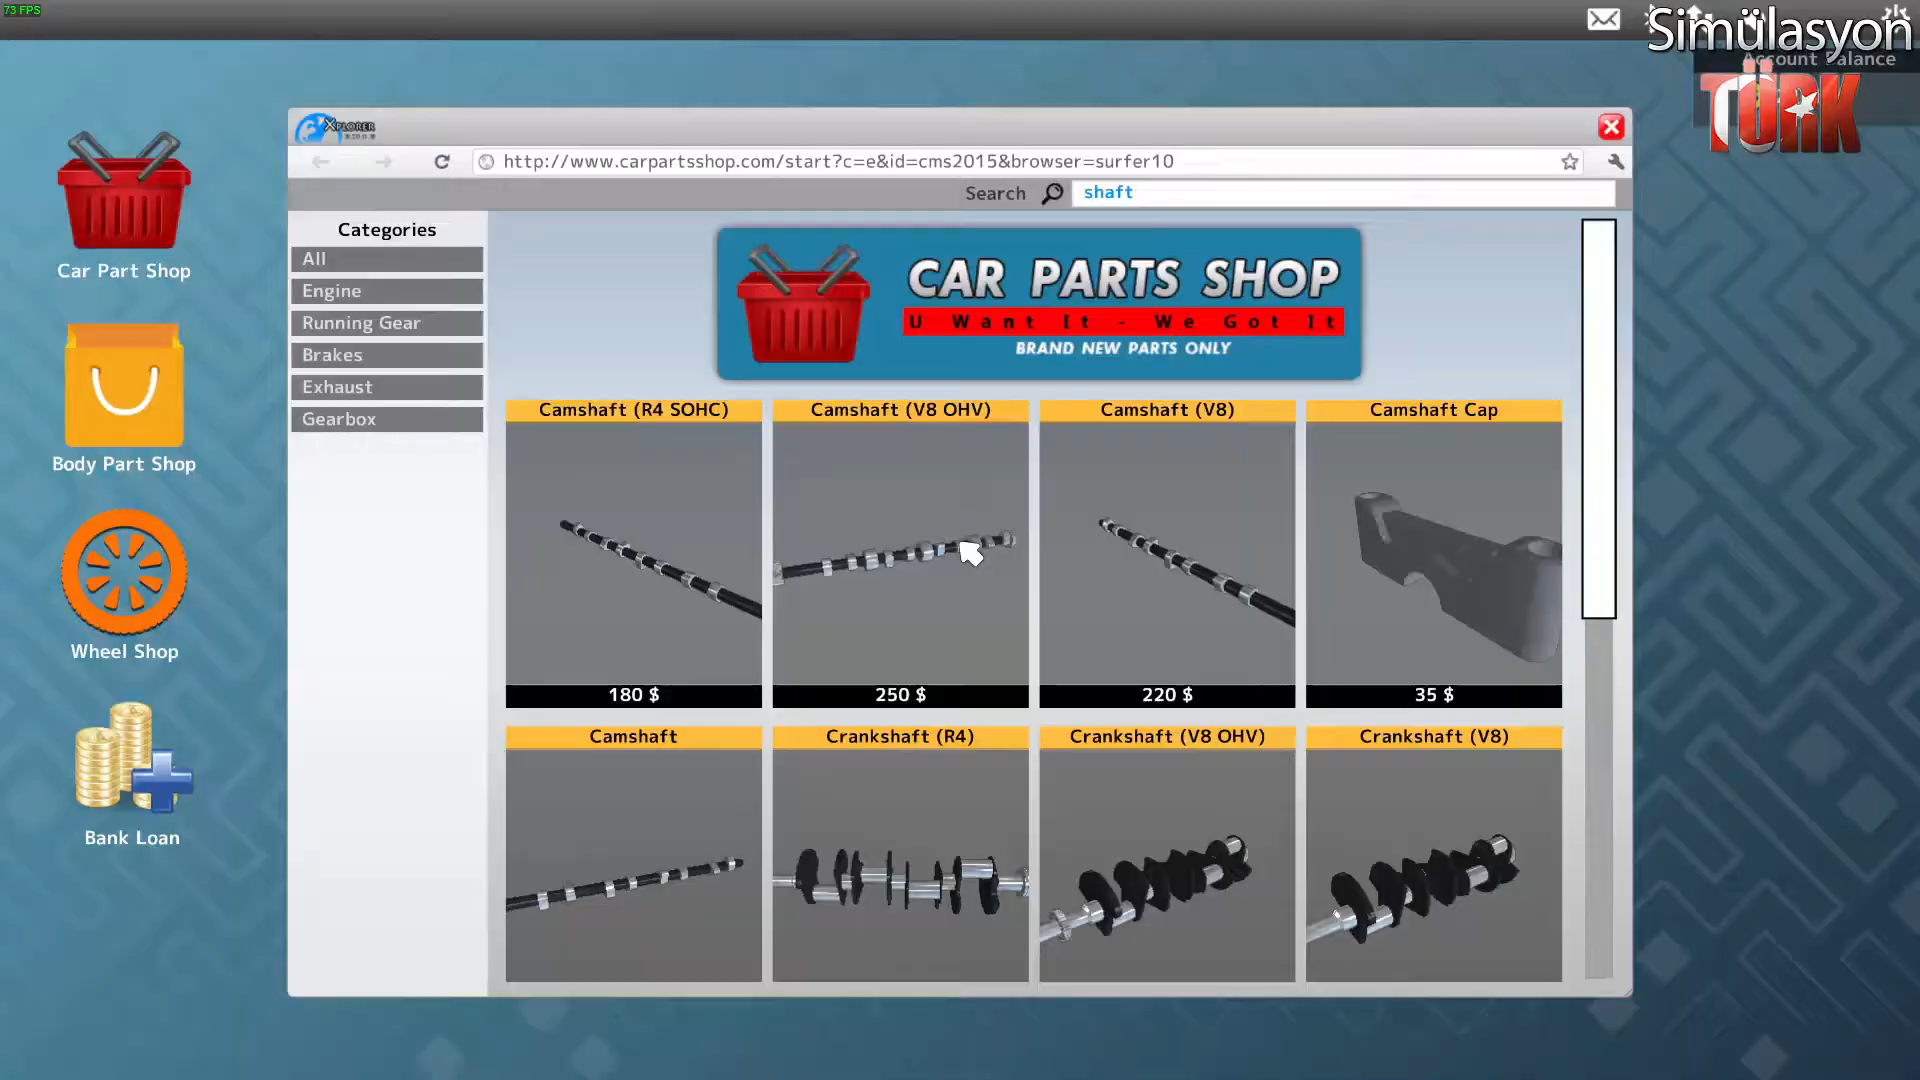 73 FPS
Simülasyon
Account Balance
TÜRK
XPLORER
http://www.carpartsshop.com/start?c=e&id=cms2015&browser=surfer10
Search
shaft
Categories
All
Engine
Running Gear
Brakes
Exhaust
Gearbox
Car Part Shop
Body Part Shop
Wheel Shop
Bank Loan
CAR PARTS SHOP
U Want It - We Got It
BRAND NEW PARTS ONLY
Camshaft (R4 SOHC)
Camshaft (V8 OHV)
Camshaft (V8)
Camshaft Cap
180 $
250 $
220 $
35 $
Camshaft
Crankshaft (R4)
Crankshaft (V8 OHV)
Crankshaft (V8)